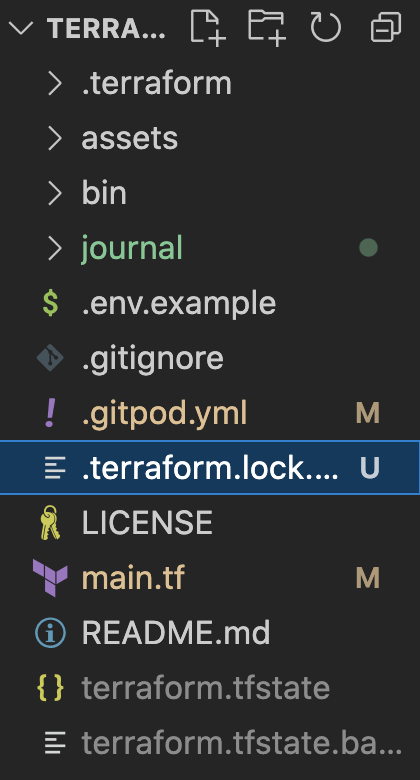 TERRA...
.terraform
assets
bin
journal
.env.example
.gitignore
.gitpod.yml M
.terraform.lock.... U
LICENSE
main.tf M
README.md
terraform.tfstate
terraform.tfstate.ba...